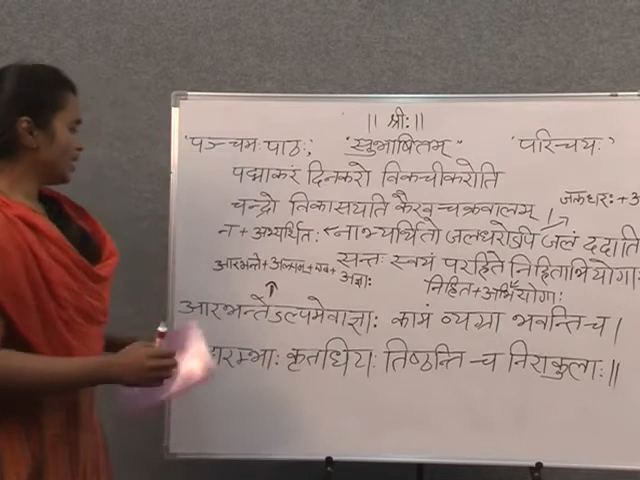 ॥ श्रीः ॥
'पञ्चमः पाठः, "सुभाषितम्" 'परिचयः'
पद्माकरं दिनकरो विकचीकरोति
चन्द्रो विकासयति कैरवचक्रवालम् । जलधरः + अ
न + अभ्यर्थितः नाभ्यर्थितो जलधरोऽपि जलं ददाति
सन्तः स्वयं परहिते निहिताभियोगाः
आरभन्ते + अल्पम् + एव + अज्ञाः निहित + अभियोगाः
आरभन्तेऽल्पमेवाज्ञाः कामं व्यग्रा भवन्ति च ।
रम्भाः कृतधियः तिष्ठन्ति च निराकुलाः ॥